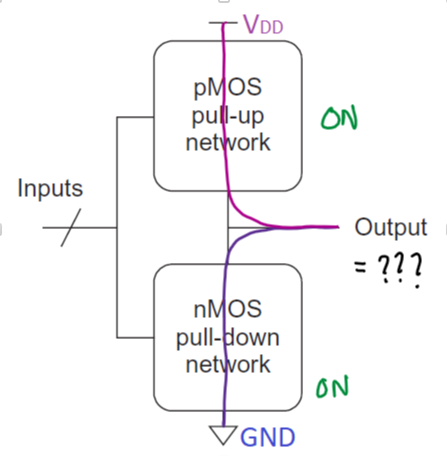 VDD
pMOS
pull-up
network
ON
Inputs
Output
= ???
nMOS
pull-down
network
ON
GND